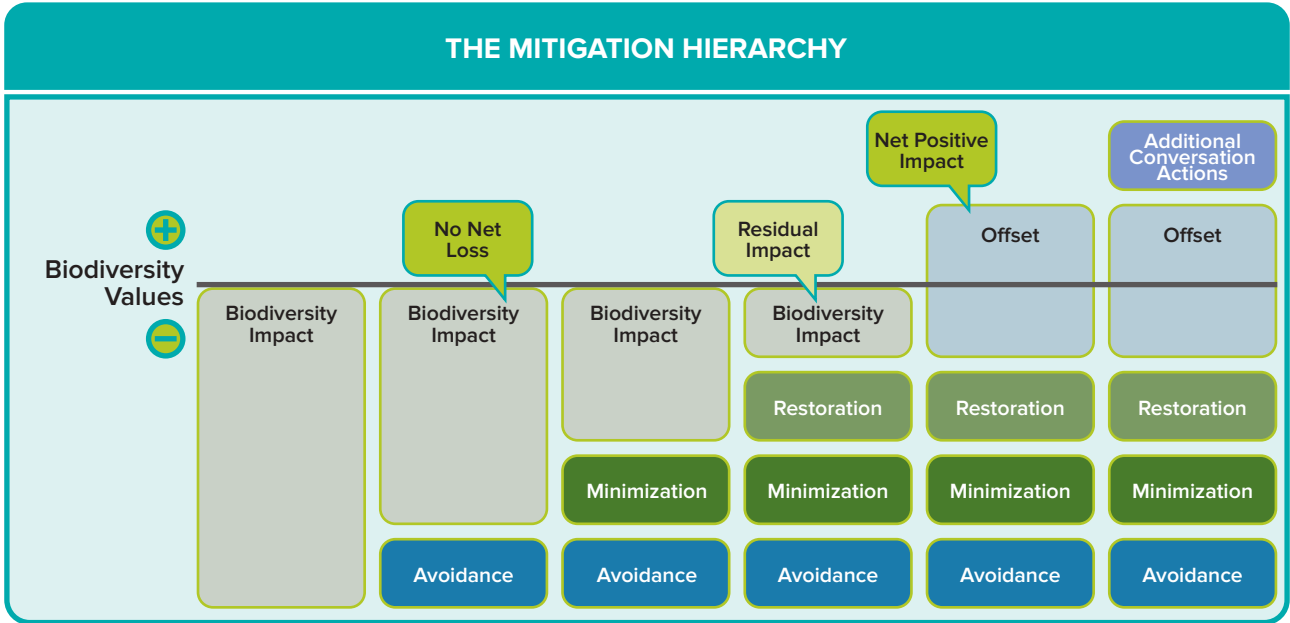 THE MITIGATION HIERARCHY
Net Positive
Impact
Additional
Conversation
Actions
No Net
Loss
Residual
Impact
Offset
Offset
Biodiversity
Values
Biodiversity
Impact
Biodiversity
Impact
Biodiversity
Impact
Biodiversity
Impact
Restoration
Restoration
Restoration
Minimization
Minimization
Minimization
Minimization
Avoidance
Avoidance
Avoidance
Avoidance
Avoidance